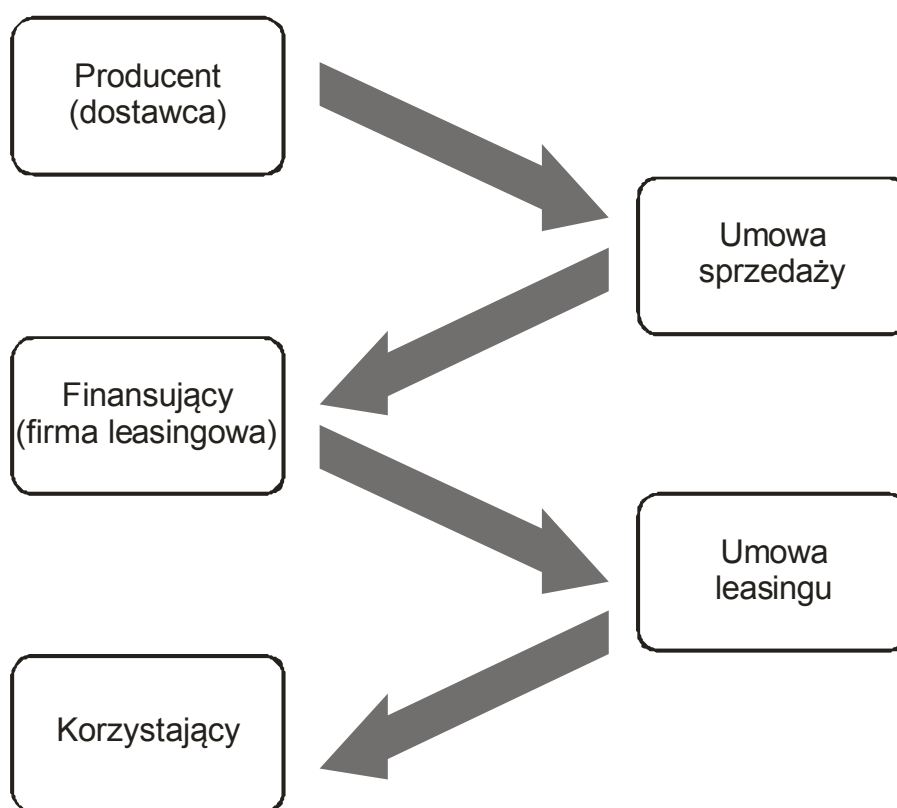 Producent
(dostawca)
Umowa
sprzedaży
Finansujący
(firma leasingowa)
Umowa
leasingu
Korzystający